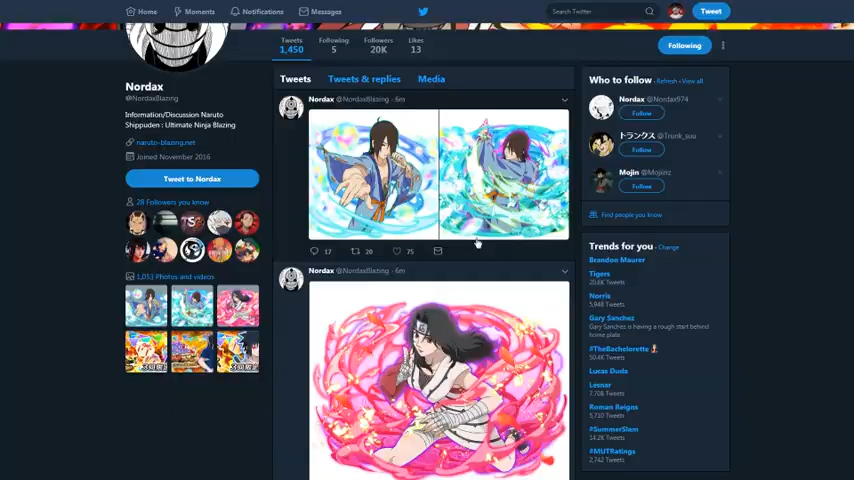 Home
Moments
Notifications
Messages
Search Twitter
Tweet
Tweets
1,450
Following
5
Followers
20K
Likes
13
Following
Nordax
@NordaxBlazing
Information/Discussion Naruto
Shippuden : Ultimate Ninja Blazing
naruto-blazing.net
Joined November 2016
Tweet to Nordax
28 Followers you know
TSC
Photos and videos
Tweets
Tweets & replies
Media
Nordax @NordaxBlazing · 6m
17
20
75
Nordax @NordaxBlazing · 6m
Who to follow · Refresh · View all
Nordax @Nordax974
Follow
トランクス @Trunk_suu
Follow
Mojin @Mojiinz
Follow
Find people you know
Trends for you · Change
Brandon Maurer
Tigers
20.6K Tweets
Norris
5,948 Tweets
Gary Sanchez
Gary Sanchez is having a rough start behind
home plate
#TheBachelorette
50.4K Tweets
Lucas Duda
Lesnar
7,708 Tweets
Roman Reigns
5,710 Tweets
#SummerSlam
14.2K Tweets
#MUTRatings
2,742 Tweets